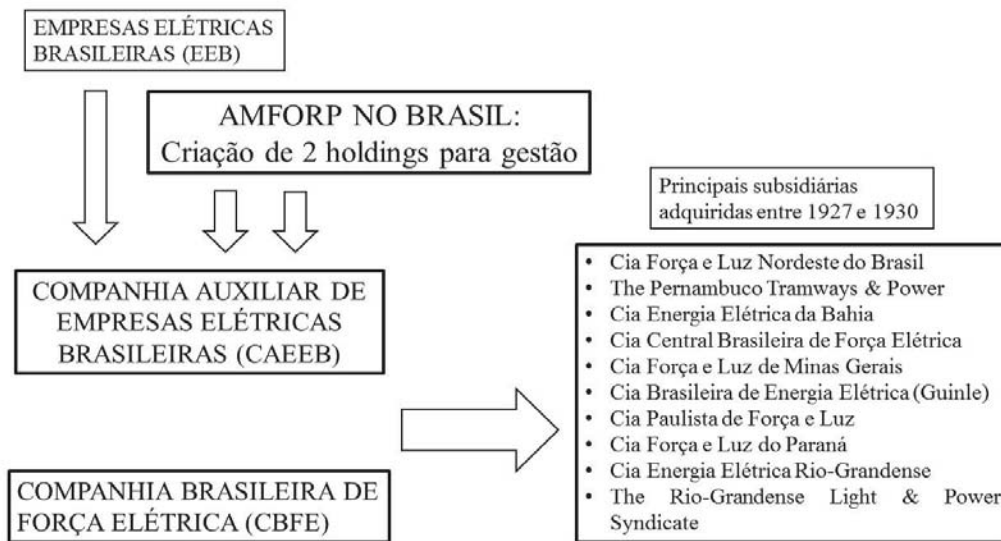 EMPRESAS ELÉTRICAS
BRASILEIRAS (EEB)
AMFORP NO BRASIL:
Criação de 2 holdings para gestão
COMPANHIA AUXILIAR DE
EMPRESAS ELÉTRICAS
BRASILEIRAS (CAEEB)
COMPANHIA BRASILEIRA DE
FORÇA ELÉTRICA (CBFE)
Principais subsidiárias
adquiridas entre 1927 e 1930
• Cia Força e Luz Nordeste do Brasil
• The Pernambuco Tramways & Power
• Cia Energia Elétrica da Bahia
• Cia Central Brasileira de Força Elétrica
• Cia Força e Luz de Minas Gerais
• Cia Brasileira de Energia Elétrica (Guinle)
• Cia Paulista de Força e Luz
• Cia Força e Luz do Paraná
• Cia Energia Elétrica Rio-Grandense
• The Rio-Grandense Light & Power
Syndicate